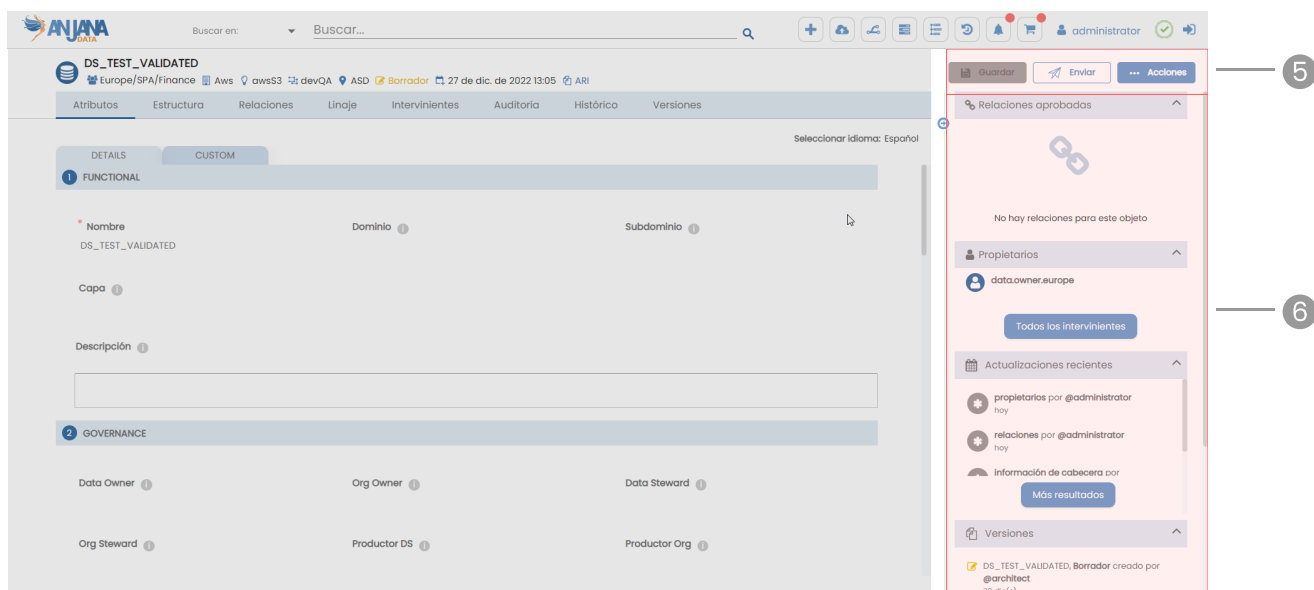 ANJANA
DATA
Buscar en:
Buscar...
administrator
DS_TEST_VALIDATED
Europe/SPA/Finance Aws awsS3 devQA ASD Borrador 27 de dic. de 2022 13:05 ARI
Guardar Enviar ... Acciones
5
Atributos Estructura Relaciones Linaje Intervinientes Auditoria Histórico Versiones
Relaciones aprobadas
Seleccionar idioma: Español
DETAILS CUSTOM
1 FUNCTIONAL
* Nombre
DS_TEST_VALIDATED
Dominio i
Subdominio i
No hay relaciones para este objeto
Propietarios
data.owner.europe
Capa i
6
Todos los intervinientes
Descripción i
Actualizaciones recientes
propietarios por @administrator
hoy
relaciones por @administrator
hoy
información de cabecera por
Más resultados
2 GOVERNANCE
Data Owner i
Org Owner i
Data Steward i
Org Steward i
Productor DS i
Productor Org i
Versiones
DS_TEST_VALIDATED, Borrador creado por
@architect